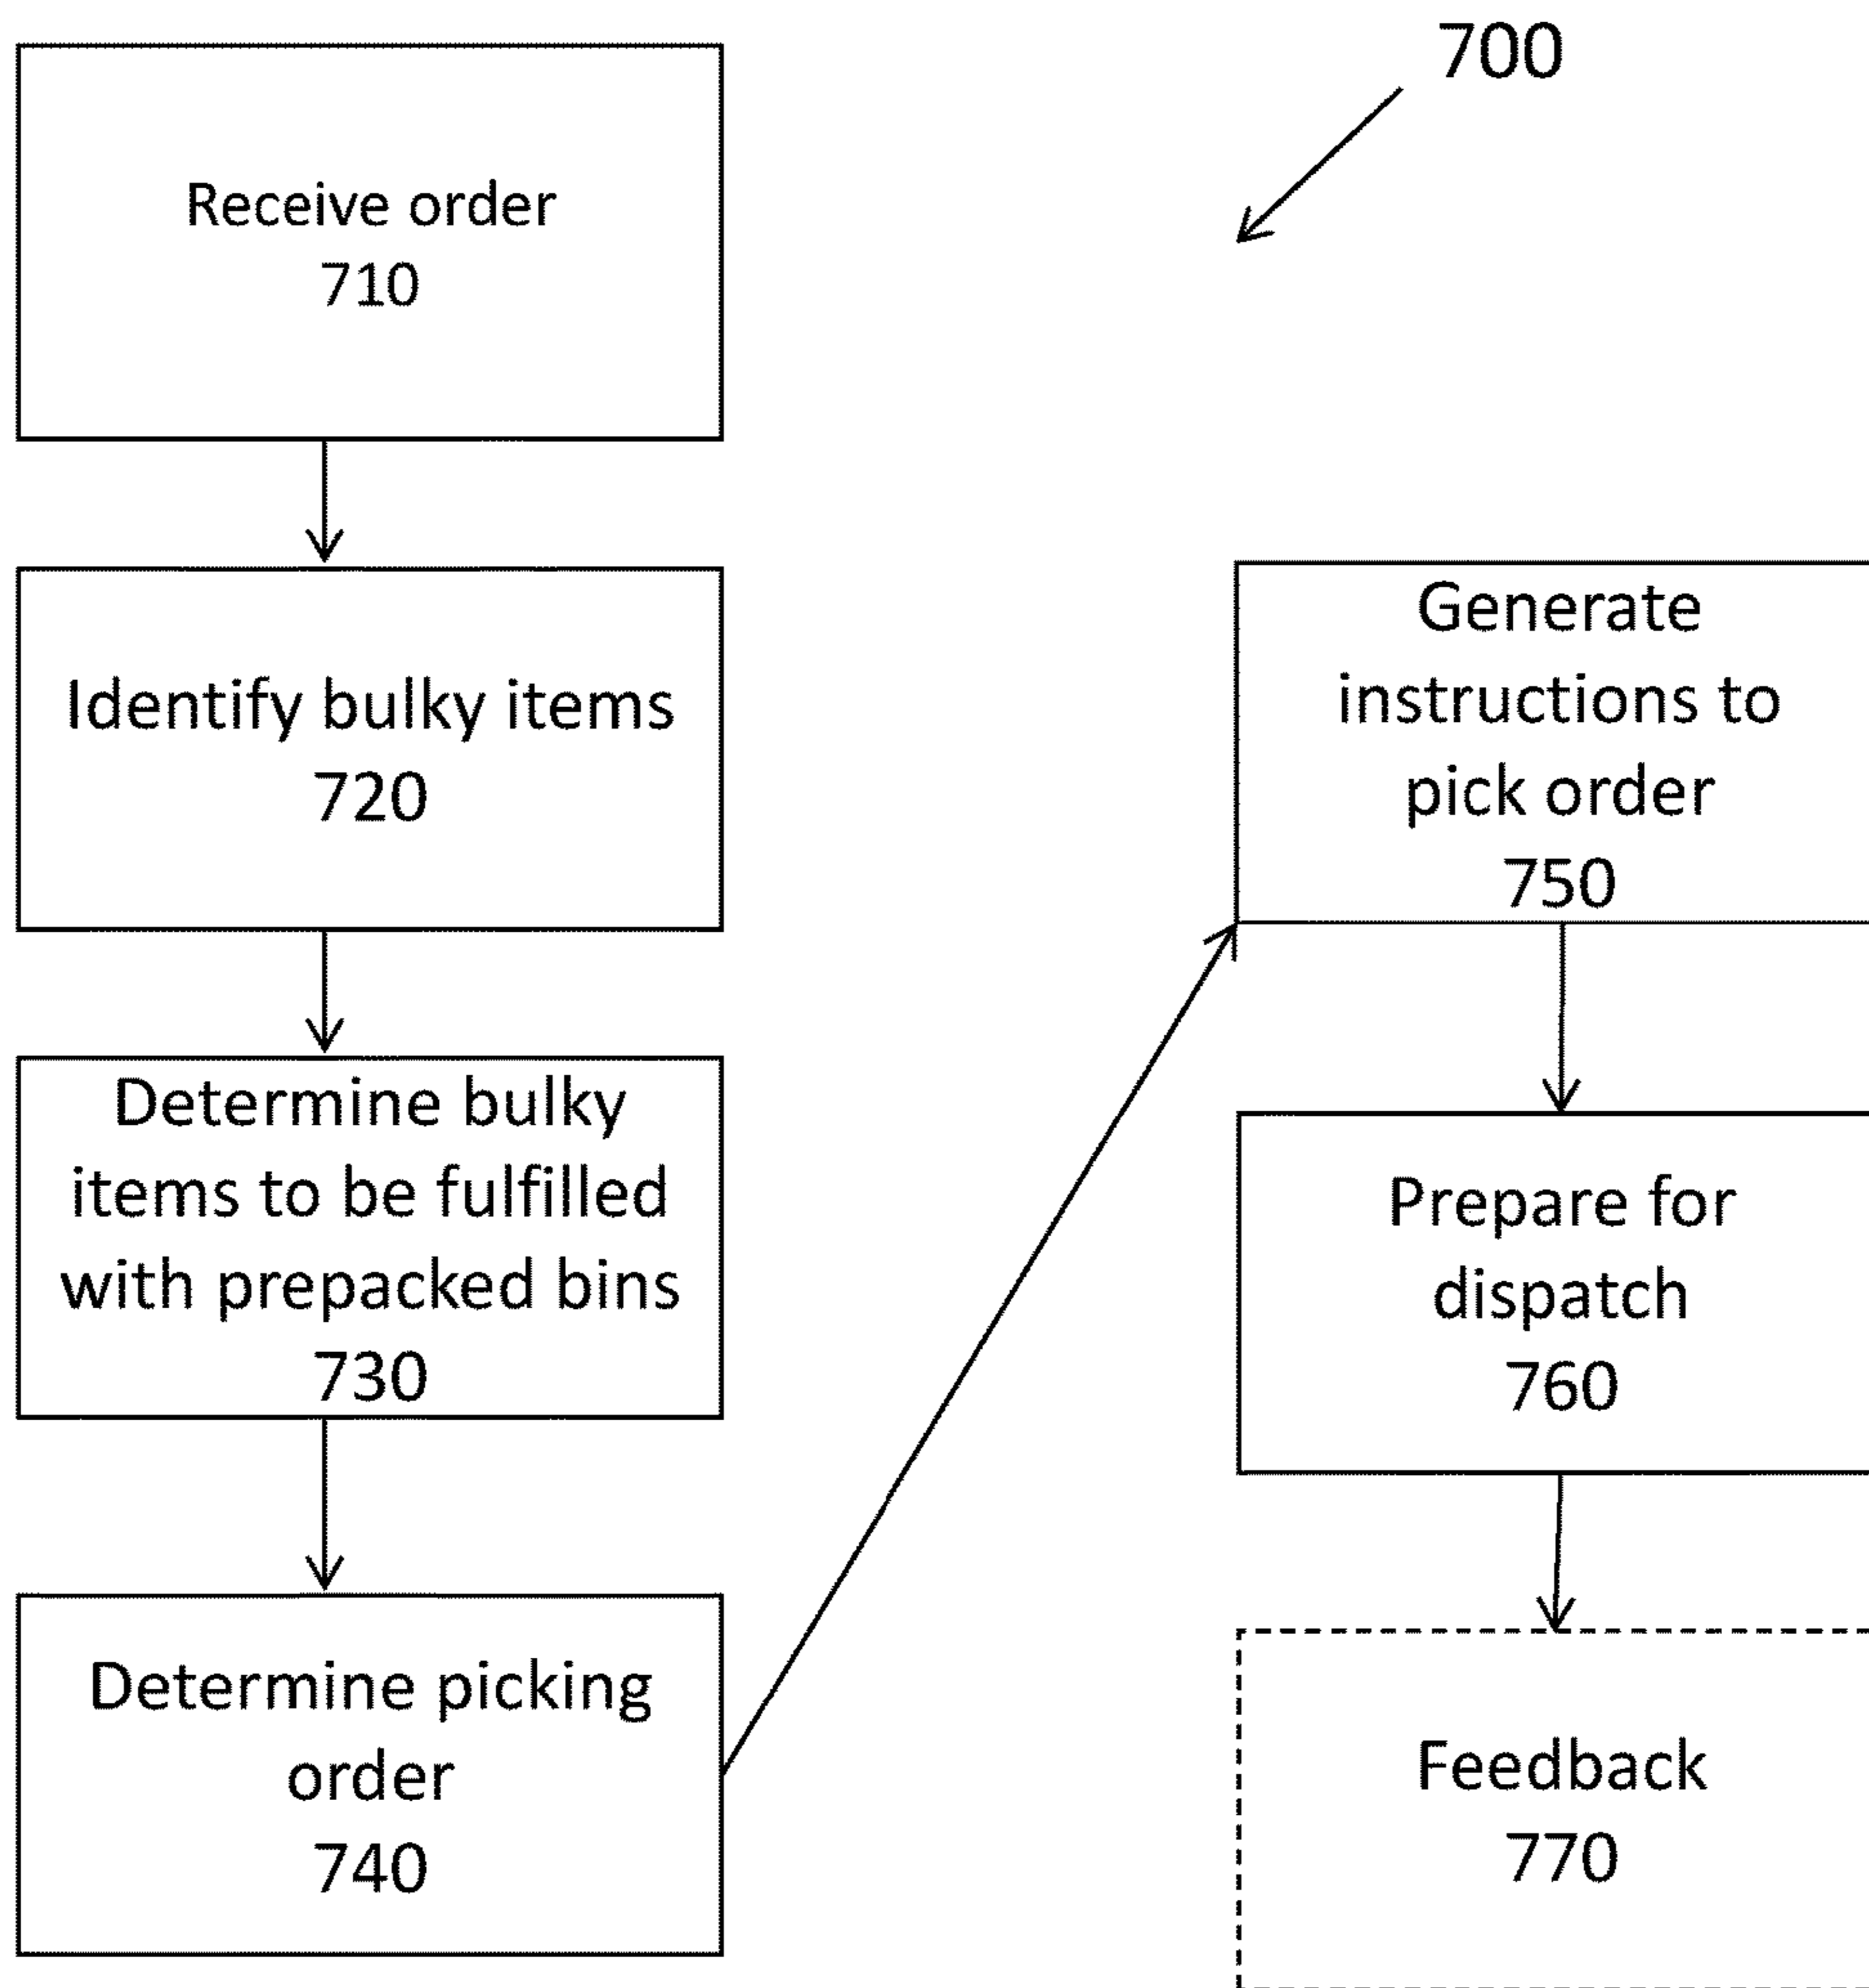 700
Receive order
710
Identify bulky items
720
Determine bulky
items to be fulfilled
with prepacked bins
730
Determine picking
order
740
Generate
instructions to
pick order
750
Prepare for
dispatch
760
Feedback
770